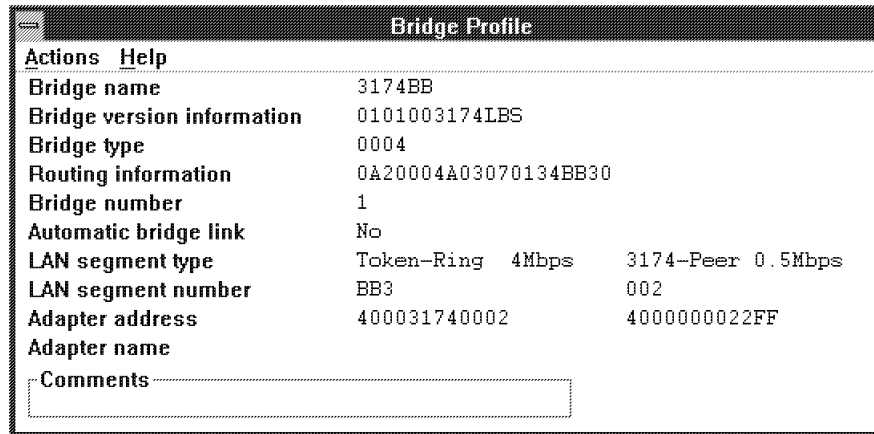 Bridge Profile
Actions Help
Bridge name 3174BB
Bridge version information 0101003174LBS
Bridge type 0004
Routing information 0A20004A03070134BB30
Bridge number 1
Automatic bridge link No
LAN segment type Token-Ring 4Mbps 3174-Peer 0.5Mbps
LAN segment number BB3 002
Adapter address 400031740002 4000000022FF
Adapter name
Comments